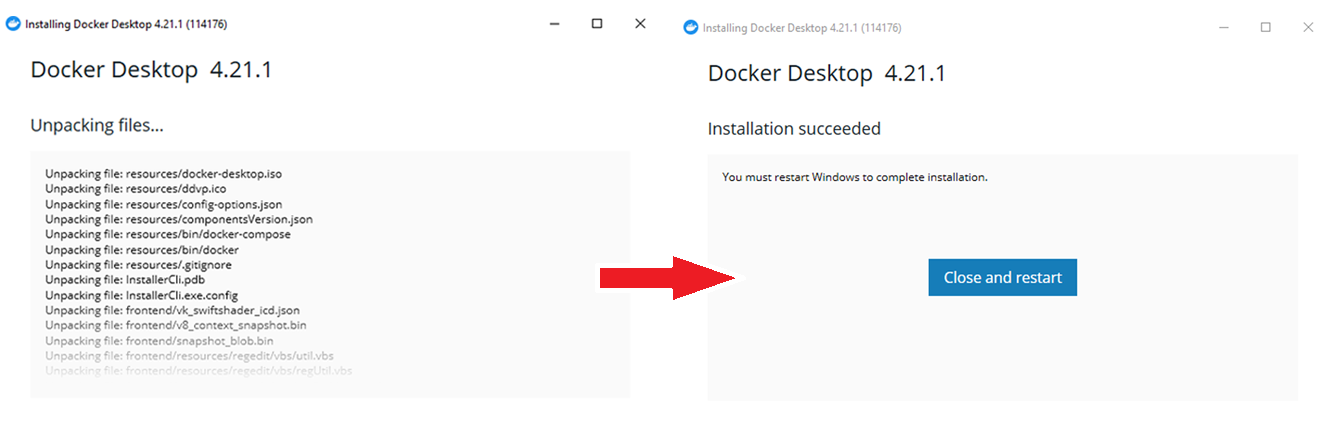 Installing Docker Desktop 4.21.1 (114176)
Docker Desktop 4.21.1
Unpacking files...
Unpacking file: resources/docker-desktop.iso
Unpacking file: resources/ddvp.ico
Unpacking file: resources/config-options.json
Unpacking file: resources/componentsVersion.json
Unpacking file: resources/bin/docker-compose
Unpacking file: resources/bin/docker
Unpacking file: resources/.gitignore
Unpacking file: InstallerCli.pdb
Unpacking file: InstallerCli.exe.config
Unpacking file: frontend/vk_swiftshader_icd.json
Unpacking file: frontend/v8_context_snapshot.bin
Unpacking file: frontend/snapshot_blob.bin
Unpacking file: frontend/resources/regedit/vbs/util.vbs
Unpacking file: frontend/resources/regedit/vbs/regUtil.vbs
Installing Docker Desktop 4.21.1 (114176)
Docker Desktop 4.21.1
Installation succeeded
You must restart Windows to complete installation.
Close and restart